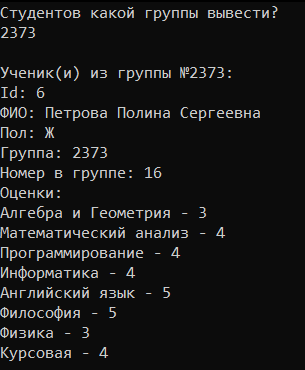 Студентов какой группы вывести?
2373
Ученик(и) из группы №2373:
Id: 6
ФИО: Петрова Полина Сергеевна
Пол: Ж
Группа: 2373
Номер в группе: 16
Оценки:
Алгебра и Геометрия - 3
Математический анализ - 4
Программирование - 4
Информатика - 4
Английский язык - 5
Философия - 5
Физика - 3
Курсовая - 4